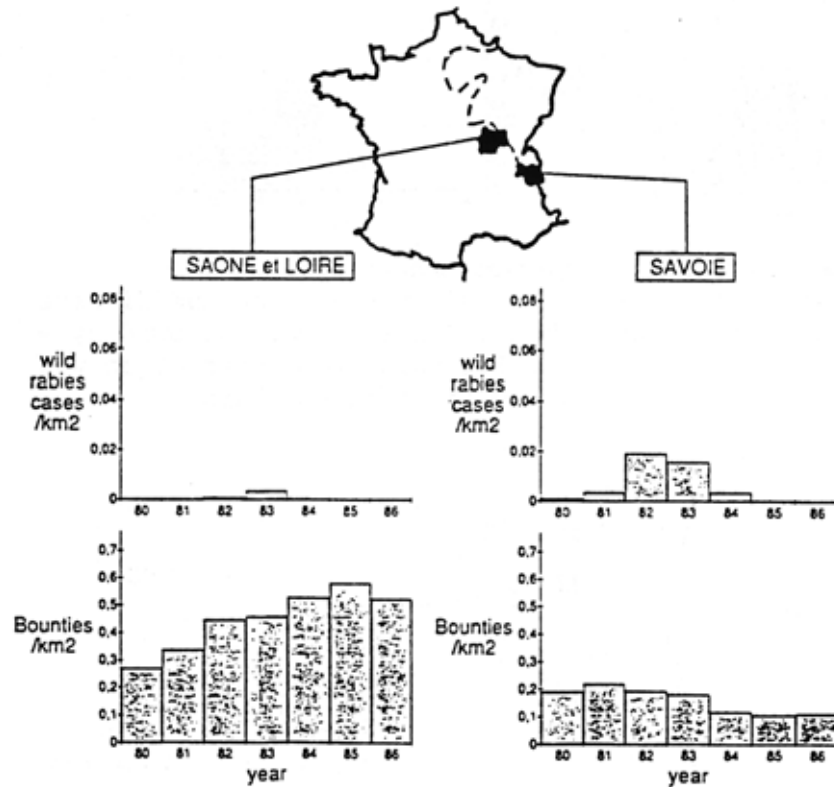 SAONE et LOIRE
SAVOIE
wild
rabies
cases
/km2
0,08
0,06
0,04
0,02
0
80 81 82 83 84 85 86
wild
rabies
cases
/km2
0,08
0,06
0,04
0,02
0
80 81 82 83 84 85 86
Bounties
/km2
0,7
0,6
0,5
0,4
0,3
0,2
0,1
0
80 81 82 83 84 85 86
year
Bounties
/km2
0,7
0,6
0,5
0,4
0,3
0,2
0,1
0
80 81 82 83 84 85 86
year